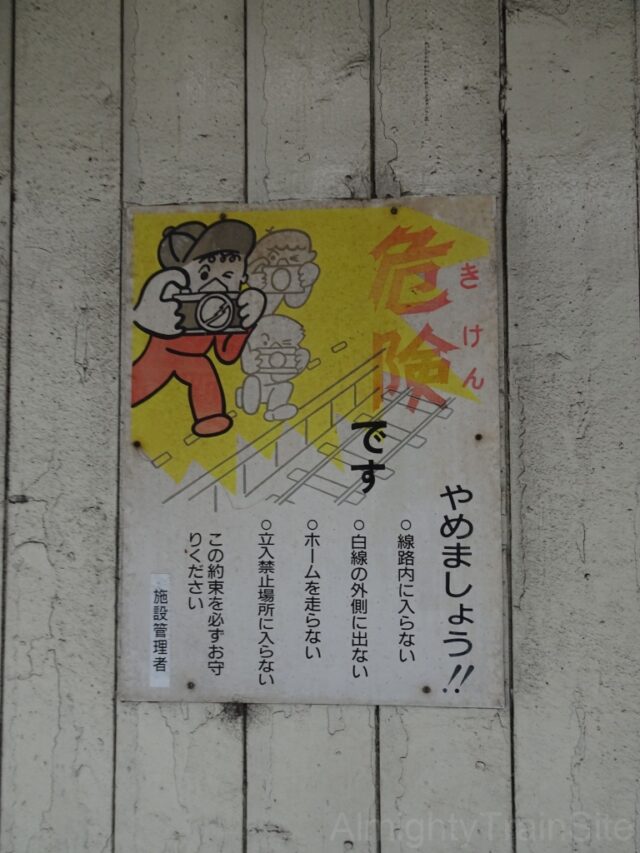 危険です
きけん
やめましょう!!
○線路内に入らない
○白線の外側に出ない
○ホームを走らない
○立入禁止場所に入らない
この約束を必ずお守
りください
施設管理者
AlmightyTrainSite